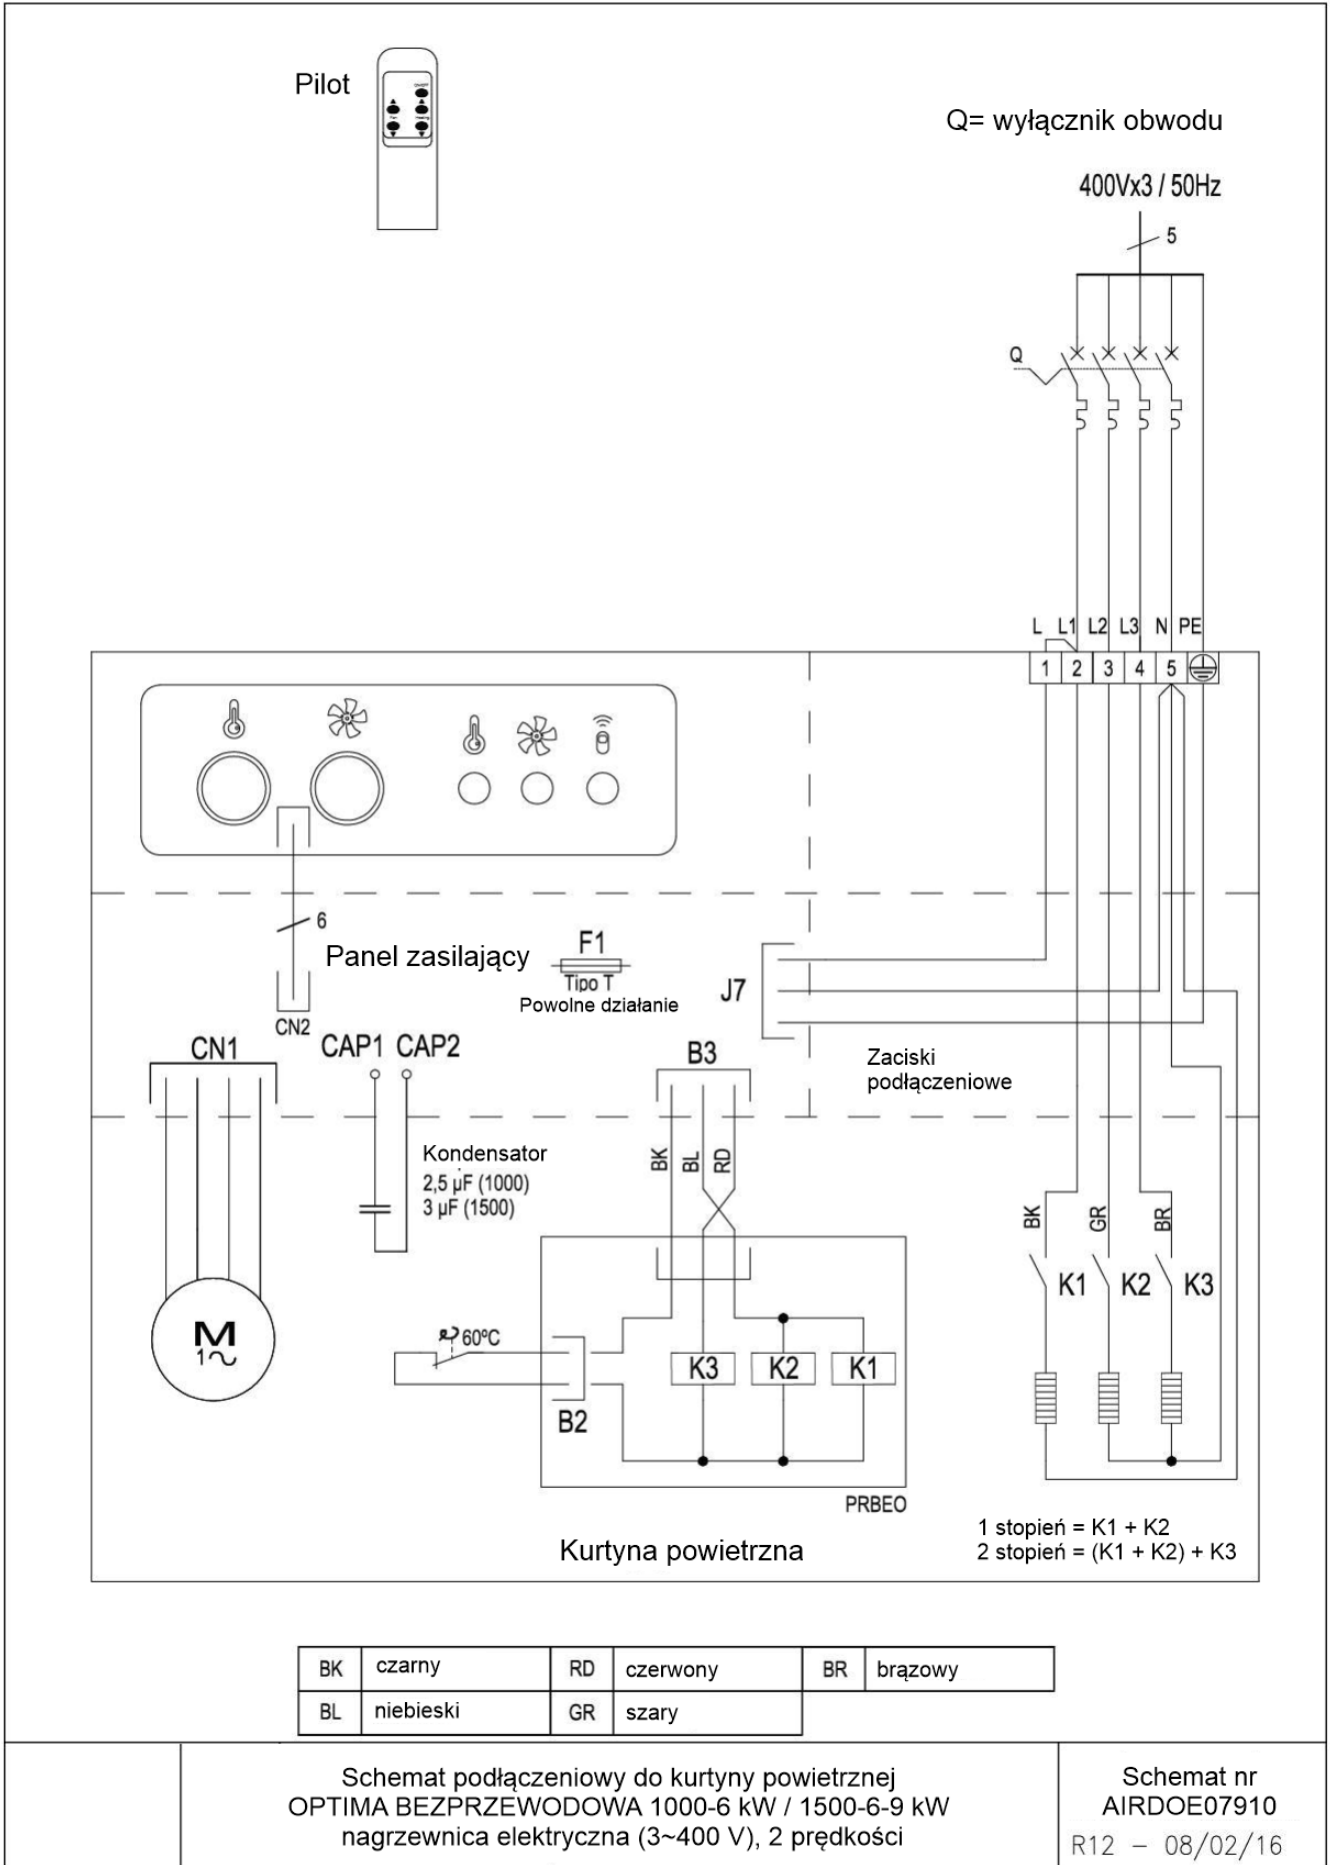 Pilot
Q= wyłącznik obwodu
400Vx3 / 50Hz
5
Q
L L1 L2 L3 N PE
1 2 3 4 5
6
Panel zasilający
F1
Tipo T
Powolne działanie
J7
CN2
CN1
CAP1 CAP2
B3
Zaciski
podłączeniowe
Kondensator
2,5 µF (1000)
3 µF (1500)
BK BL RD
BK GR BR
K1 K2 K3
M
1
60ºC
K3 K2 K1
B2
PRBEO
Kurtyna powietrzna
1 stopień = K1 + K2
2 stopień = (K1 + K2) + K3
BK czarny RD czerwony BR brązowy
BL niebieski GR szary
Schemat podłączeniowy do kurtyny powietrznej
OPTIMA BEZPRZEWODOWA 1000-6 kW / 1500-6-9 kW
nagrzewnica elektryczna (3~400 V), 2 prędkości
Schemat nr
AIRDOE07910
R12 – 08/02/16